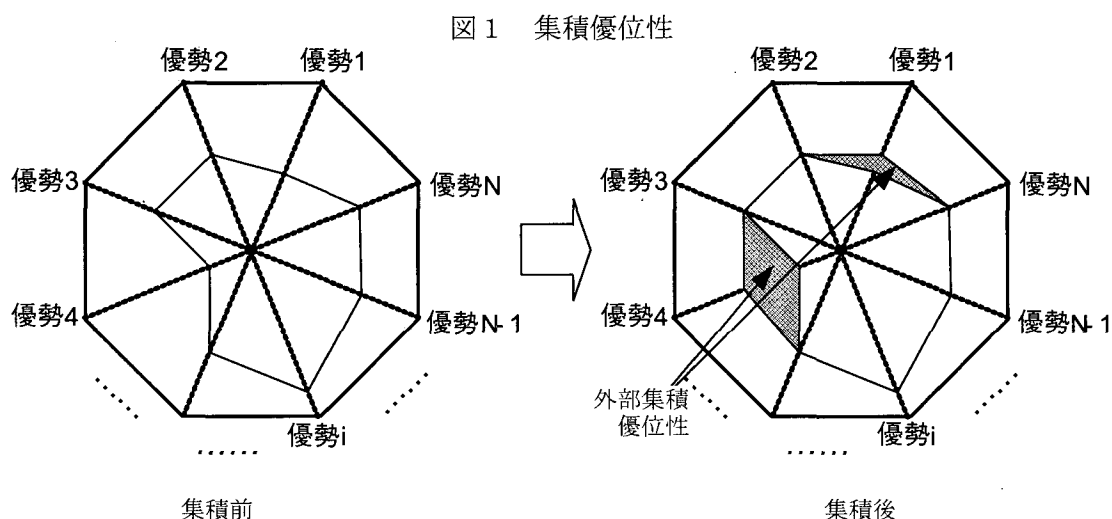 図1 集積優位性
優勢2 優勢1
優勢3 優勢N
優勢4 優勢N-1
優勢i
……
集積前
優勢2 優勢1
優勢3 優勢N
優勢4 優勢N-1
外部集積
優位性
優勢i
……
集積後